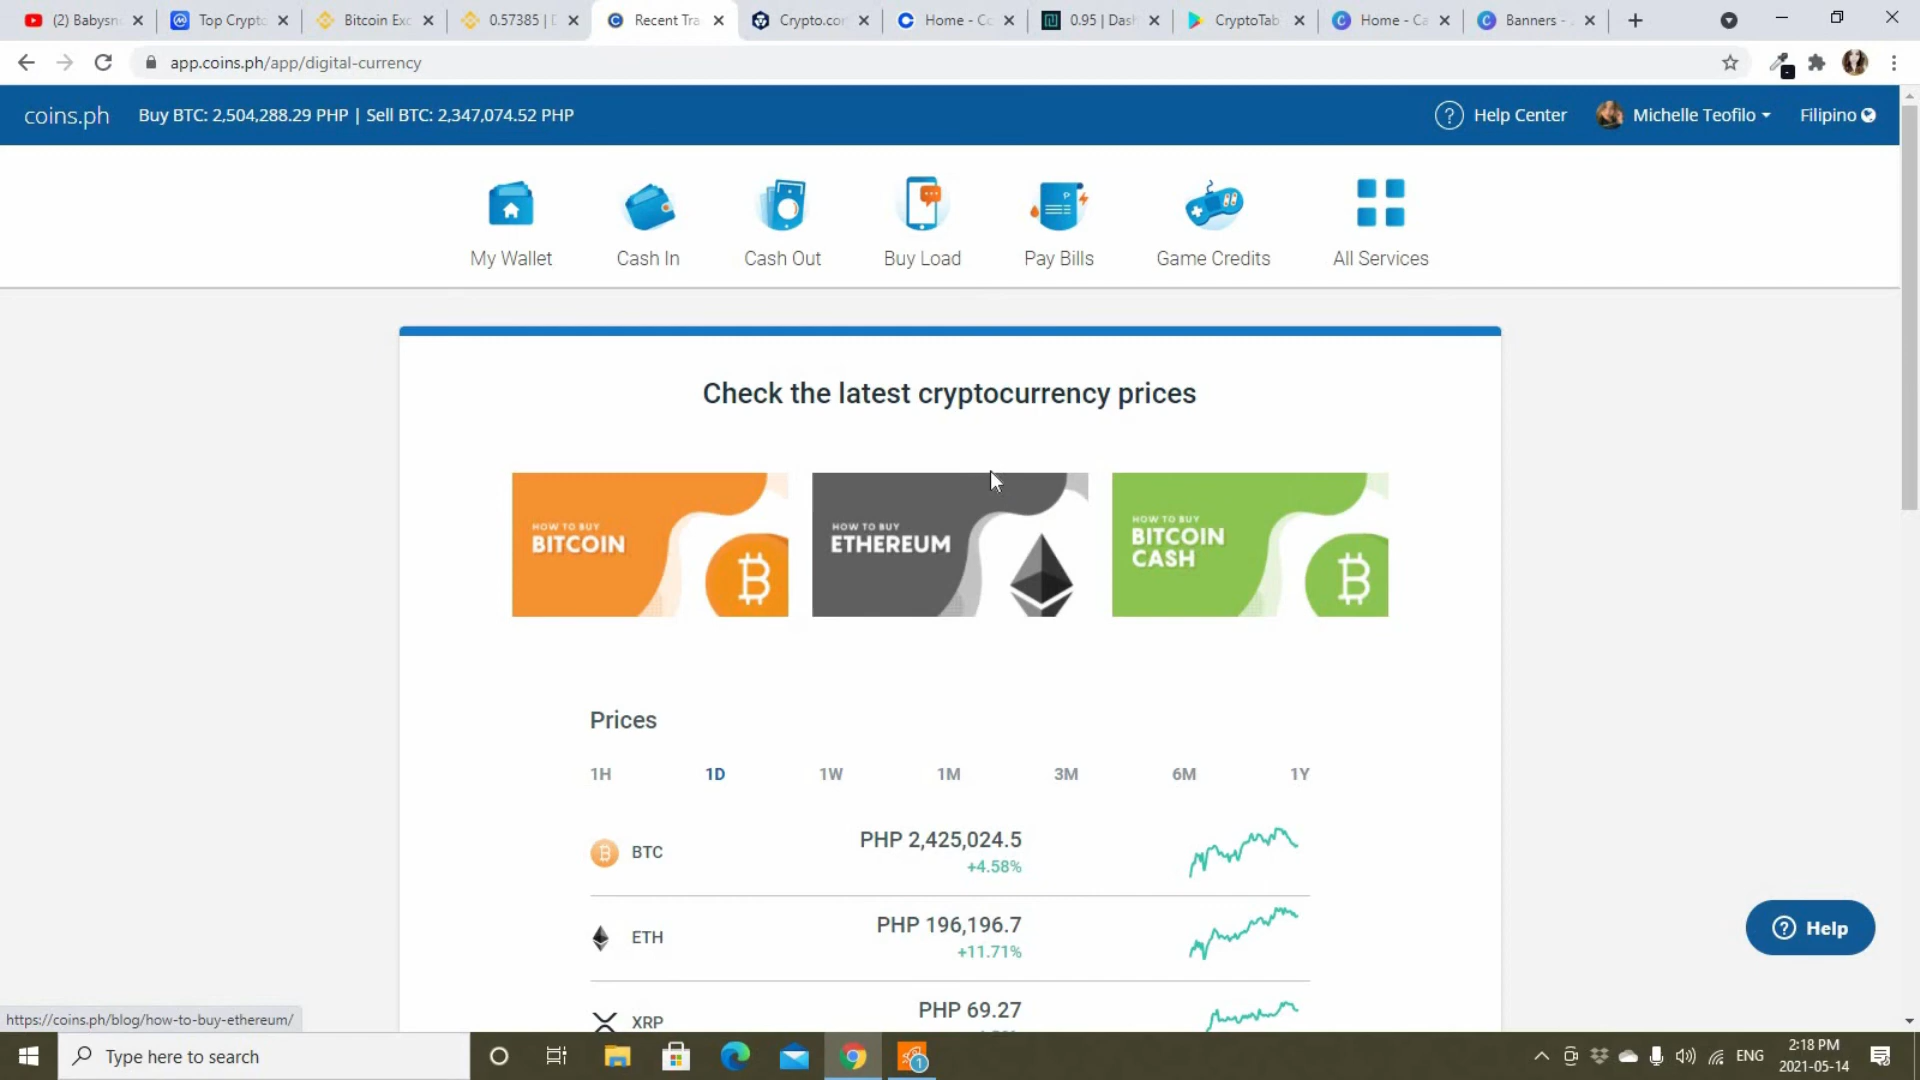 (2) Babysn
Top Crypto
Bitcoin Exc
0.57385 | D
Recent Tra
Crypto.co
Home - Co
0.95 | Dash
CryptoTab
Home - Ca
Banners -
app.coins.ph/app/digital-currency
coins.ph
Buy BTC: 2,504,288.29 PHP | Sell BTC: 2,347,074.52 PHP
? Help Center
Michelle Teofilo
Filipino
My Wallet
Cash In
Cash Out
Buy Load
Pay Bills
Game Credits
All Services
Check the latest cryptocurrency prices
HOW TO BUY
BITCOIN
HOW TO BUY
ETHEREUM
HOW TO BUY
BITCOIN
CASH
Prices
1H 1D 1W 1M 3M 6M 1Y
BTC
PHP 2,425,024.5
+4.58%
ETH
PHP 196,196.7
+11.71%
XRP
PHP 69.27
? Help
https://coins.ph/blog/how-to-buy-ethereum/
Type here to search
1
ENG
2:18 PM
2021-05-14